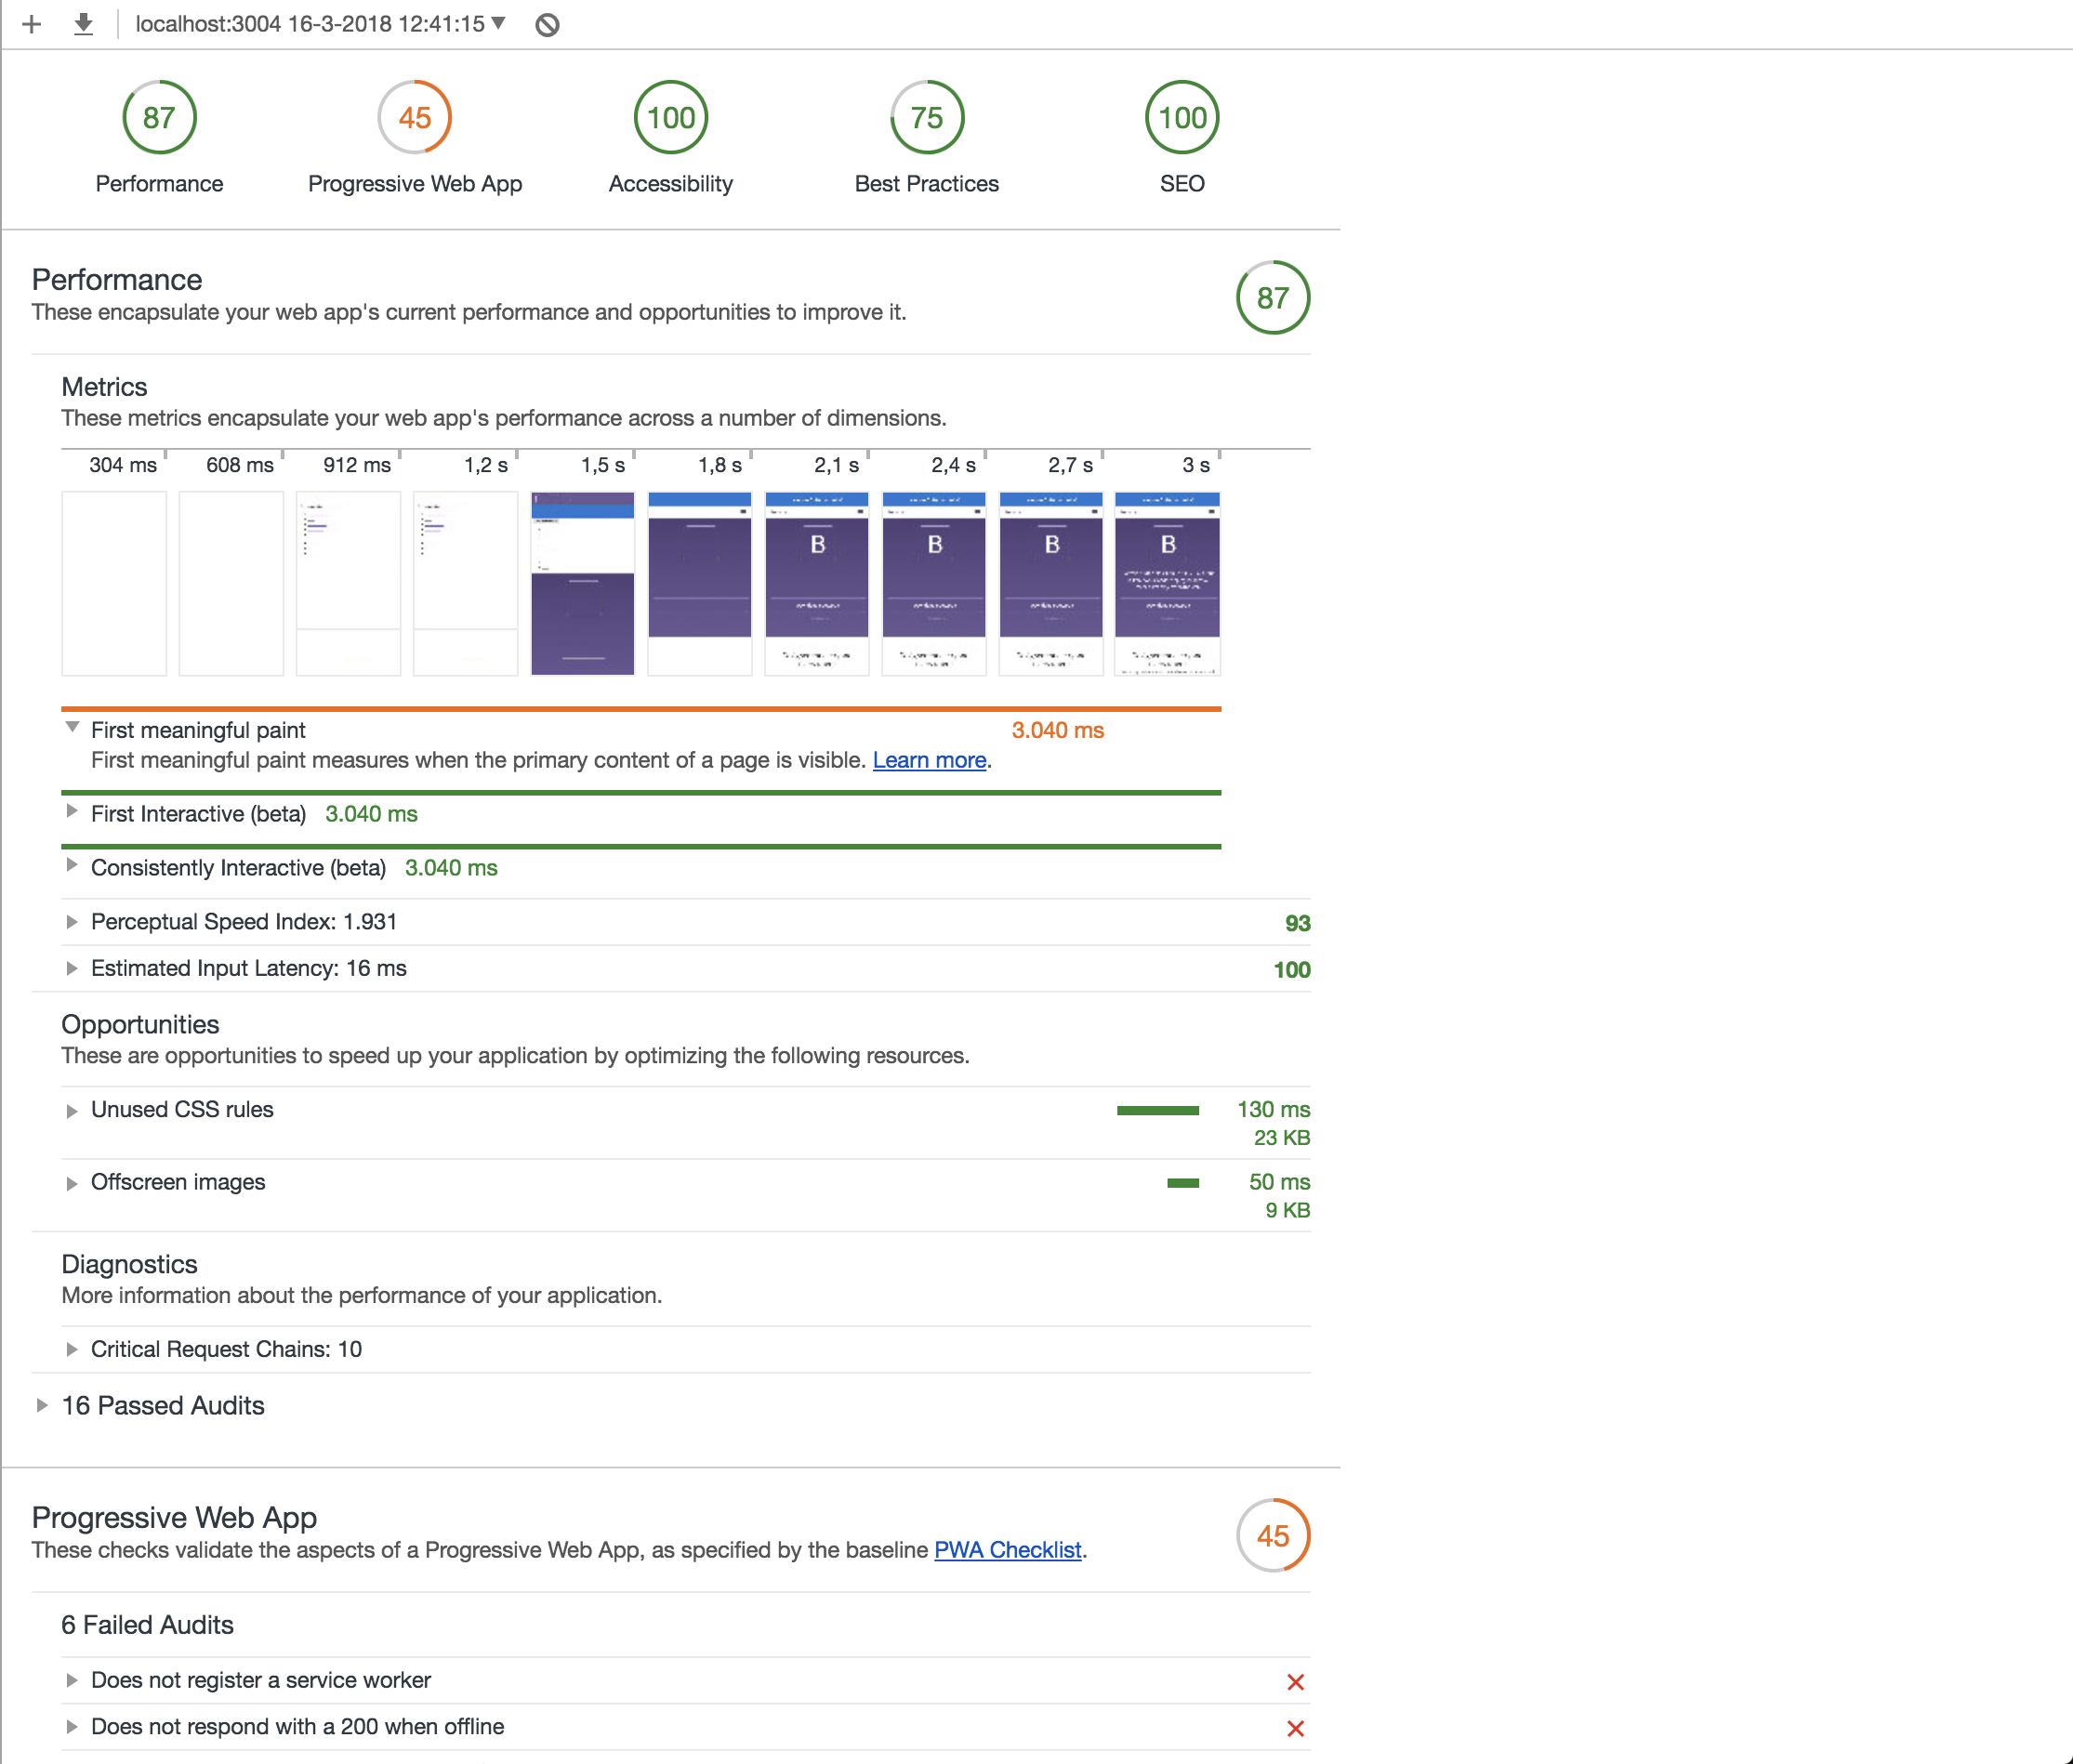 localhost:3004 16-3-2018 12:41:15
87
45
100
75
100
Performance
Progressive Web App
Accessibility
Best Practices
SEO
Performance
These encapsulate your web app's current performance and opportunities to improve it.
87
Metrics
These metrics encapsulate your web app's performance across a number of dimensions.
304 ms 608 ms 912 ms 1,2 s 1,5 s 1,8 s 2,1 s 2,4 s 2,7 s 3 s
B B B B
First meaningful paint 3.040 ms
First meaningful paint measures when the primary content of a page is visible. Learn more.
First Interactive (beta) 3.040 ms
Consistently Interactive (beta) 3.040 ms
Perceptual Speed Index: 1.931 93
Estimated Input Latency: 16 ms 100
Opportunities
These are opportunities to speed up your application by optimizing the following resources.
Unused CSS rules 130 ms
23 KB
Offscreen images 50 ms
9 KB
Diagnostics
More information about the performance of your application.
Critical Request Chains: 10
16 Passed Audits
Progressive Web App
These checks validate the aspects of a Progressive Web App, as specified by the baseline PWA Checklist.
45
6 Failed Audits
Does not register a service worker
Does not respond with a 200 when offline